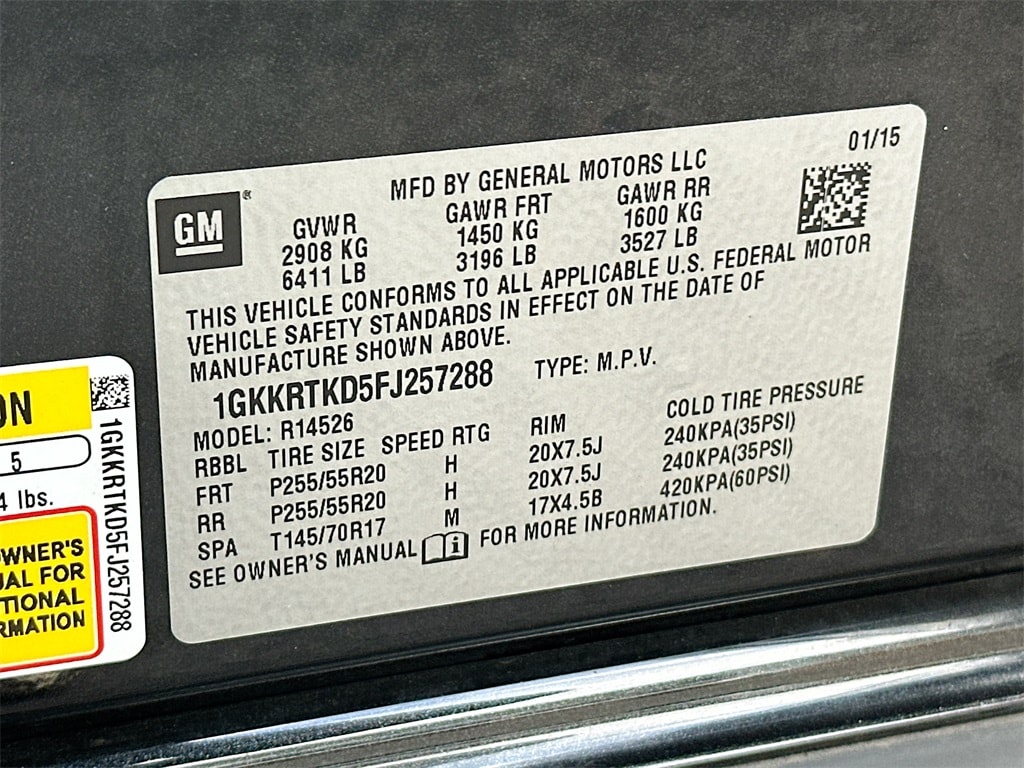 01/15
MFD BY GENERAL MOTORS LLC
GM®
GVWR GAWR FRT GAWR RR
2908 KG 1450 KG 1600 KG
6411 LB 3196 LB 3527 LB
THIS VEHICLE CONFORMS TO ALL APPLICABLE U.S. FEDERAL MOTOR
VEHICLE SAFETY STANDARDS IN EFFECT ON THE DATE OF
MANUFACTURE SHOWN ABOVE.
1GKKRTKD5FJ257288 TYPE: M.P.V.
MODEL: R14526
RBBL TIRE SIZE SPEED RTG RIM COLD TIRE PRESSURE
FRT P255/55R20 H 20X7.5J 240KPA(35PSI)
RR P255/55R20 H 20X7.5J 240KPA(35PSI)
SPA T145/70R17 M 17X4.5B 420KPA(60PSI)
SEE OWNER'S MANUAL i FOR MORE INFORMATION.
ON
5
4 lbs.
WNER'S
UAL FOR
TIONAL
RMATION
1GKKRTKD5FJ257288